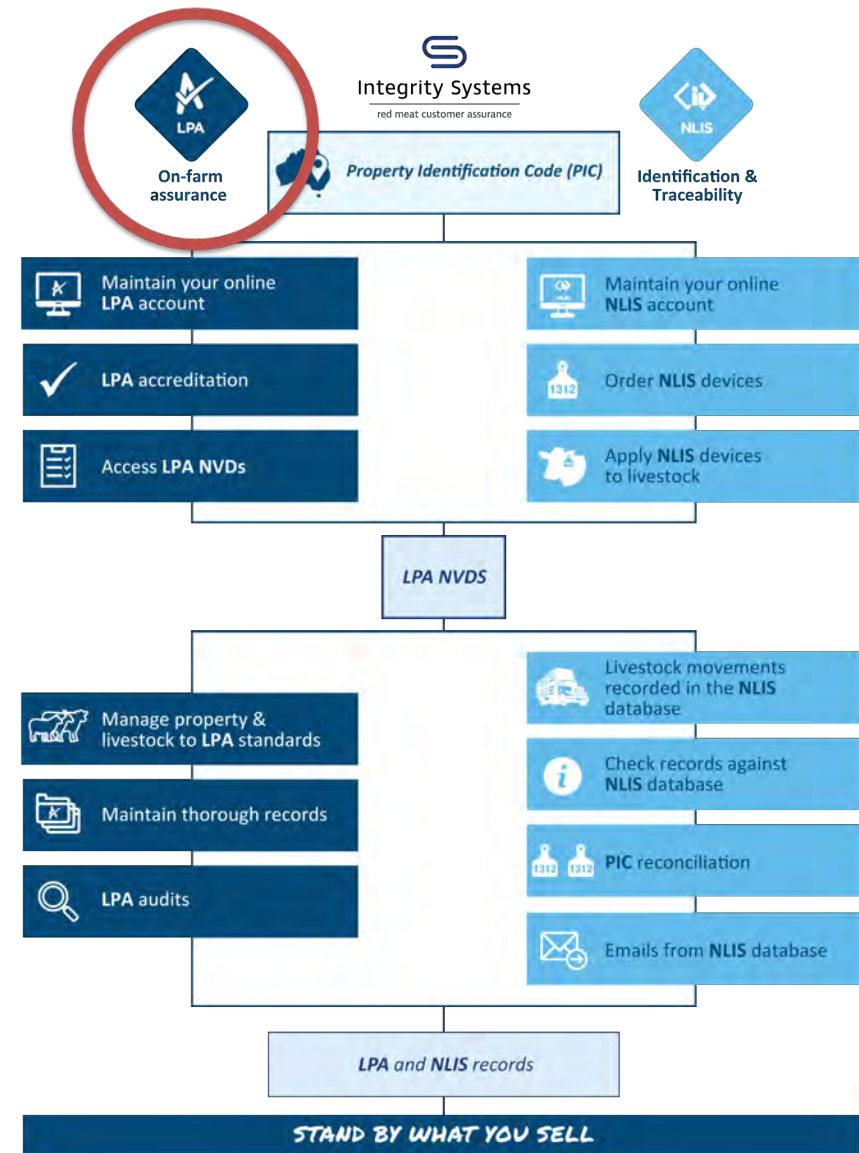 Integrity Systems
red meat customer assurance
LPA
NLIS
On-farm
assurance
Property Identification Code (PIC)
Identification &
Traceability
Maintain your online
LPA account
LPA accreditation
Access LPA NVDs
Maintain your online
NLIS account
NLIS
1312
Order NLIS devices
Apply NLIS devices
to livestock
LPA NVDS
Manage property &
livestock to LPA standards
Maintain thorough records
LPA audits
Livestock movements
recorded in the NLIS
database
i
Check records against
NLIS database
1312 1312
PIC reconciliation
Emails from NLIS database
LPA and NLIS records
STAND BY WHAT YOU SELL